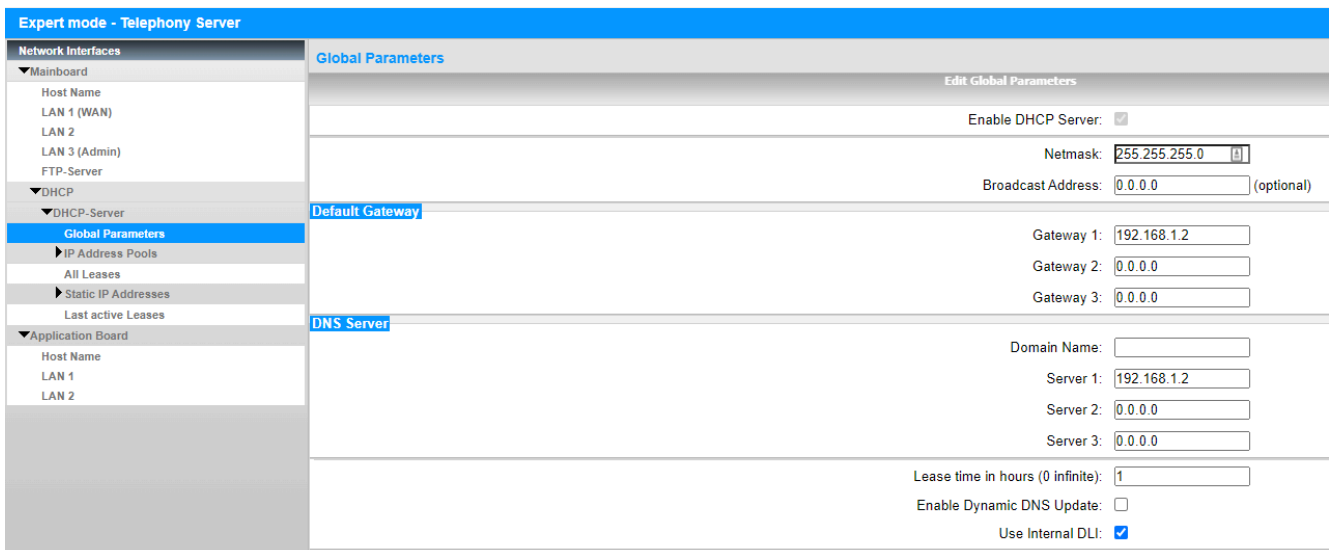 Expert mode - Telephony Server
Network Interfaces
Mainboard
Host Name
LAN 1 (WAN)
LAN 2
LAN 3 (Admin)
FTP-Server
DHCP
DHCP-Server
Global Parameters
IP Address Pools
All Leases
Static IP Addresses
Last active Leases
Application Board
Host Name
LAN 1
LAN 2
Global Parameters
Edit Global Parameters
Enable DHCP Server:
Netmask: 255.255.255.0
Broadcast Address: 0.0.0.0 (optional)
Default Gateway
Gateway 1: 192.168.1.2
Gateway 2: 0.0.0.0
Gateway 3: 0.0.0.0
DNS Server
Domain Name:
Server 1: 192.168.1.2
Server 2: 0.0.0.0
Server 3: 0.0.0.0
Lease time in hours (0 infinite): 1
Enable Dynamic DNS Update:
Use Internal DLI: